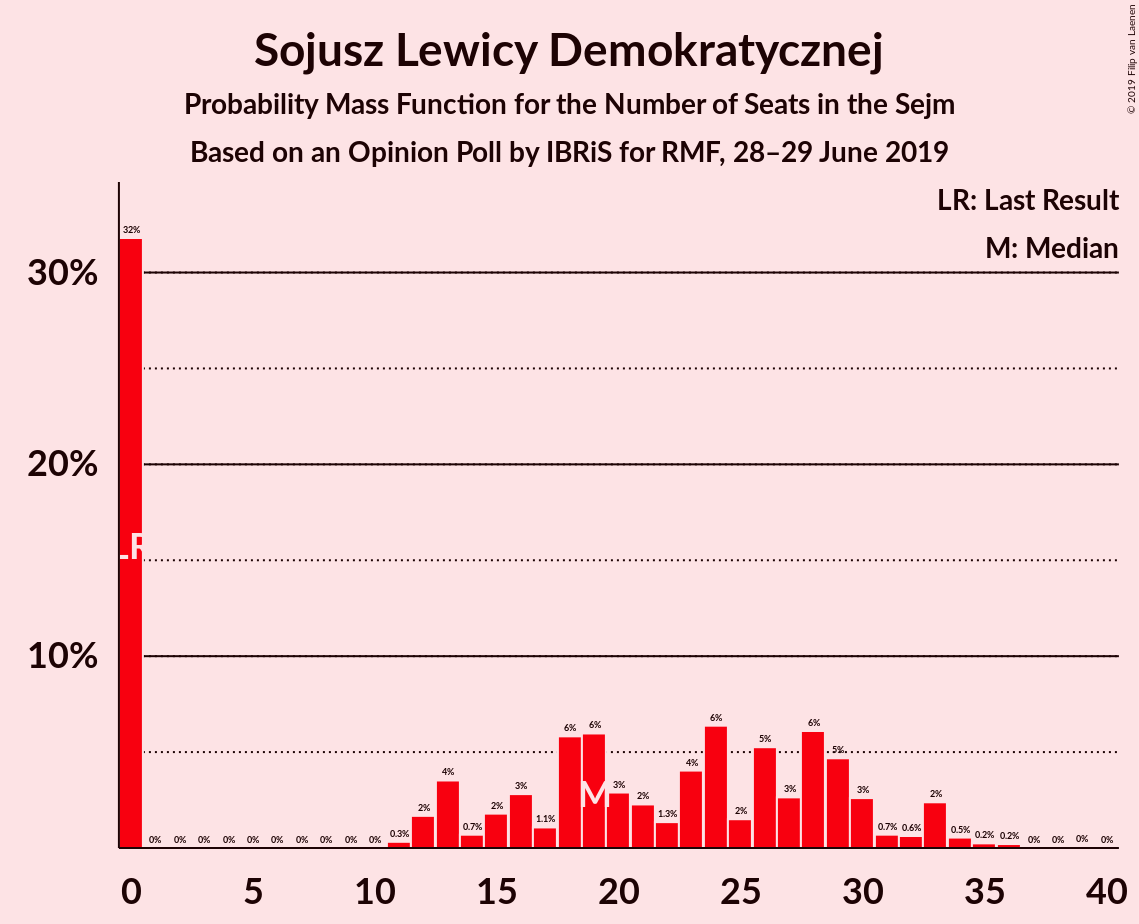 Sojusz Lewicy Demokratycznej
Probability Mass Function for the Number of Seats in the Sejm
Based on an Opinion Poll by IBRiS for RMF, 28–29 June 2019
© 2019 Filip van Laenen
LR: Last Result
M: Median
30%
20%
10%
32% 0% 0% 0% 0% 0% 0% 0% 0% 0% 0% 0.3% 2% 4% 0.7% 2% 3% 1.1% 6% 6% 3% 2% 1.3% 4% 6% 2% 5% 3% 6% 5% 3% 0.7% 0.6% 2% 0.5% 0.2% 0.2% 0% 0% 0% 0%
LR
M
0 5 10 15 20 25 30 35 40